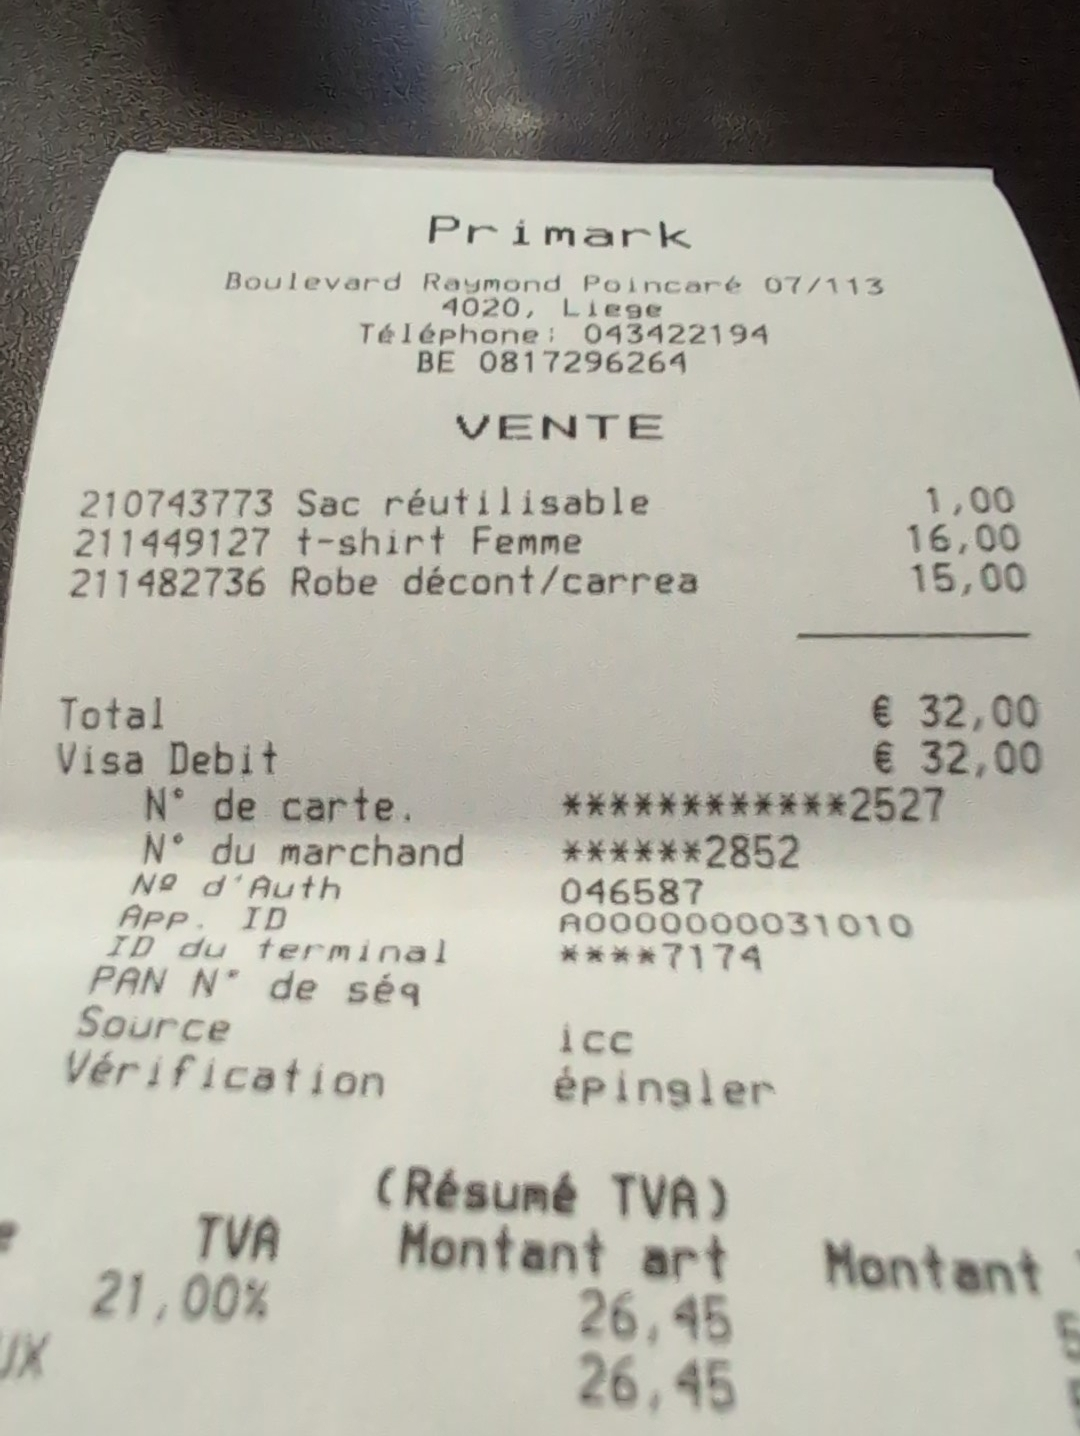 Primark
Boulevard Raymond Poincaré 07/113
4020, Liege
Téléphone: 043422194
BE 0817296264
VENTE
210743773 Sac réutilisable 1,00
211449127 t-shirt Femme 16,00
211482736 Robe décont/carrea 15,00
Total € 32,00
Visa Debit € 32,00
N° de carte. ************2527
N° du marchand ******2852
Nº d'Auth 046587
App. ID A0000000031010
ID du terminal ****7174
PAN N° de séq
Source icc
Vérification épingler
(Résumé TVA)
TVA Montant art Montant
21,00% 26,45
26,45